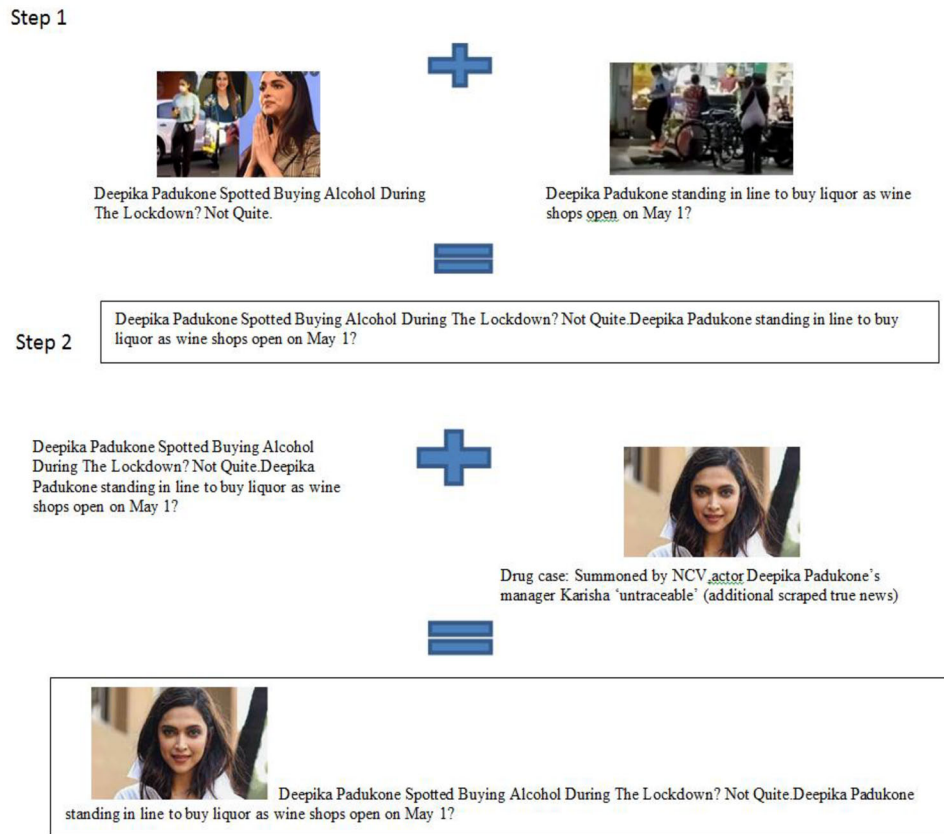 Step 1
Deepika Padukone Spotted Buying Alcohol During
The Lockdown? Not Quite.
Deepika Padukone standing in line to buy liquor as wine
shops open on May 1?
Deepika Padukone Spotted Buying Alcohol During The Lockdown? Not Quite.Deepika Padukone standing in line to buy
liquor as wine shops open on May 1?
Step 2
Deepika Padukone Spotted Buying Alcohol
During The Lockdown? Not Quite.Deepika
Padukone standing in line to buy liquor as wine
shops open on May 1?
Drug case: Summoned by NCV,actor Deepika Padukone’s
manager Karisha ‘untraceable’ (additional scraped true news)
Deepika Padukone Spotted Buying Alcohol During The Lockdown? Not Quite.Deepika Padukone
standing in line to buy liquor as wine shops open on May 1?